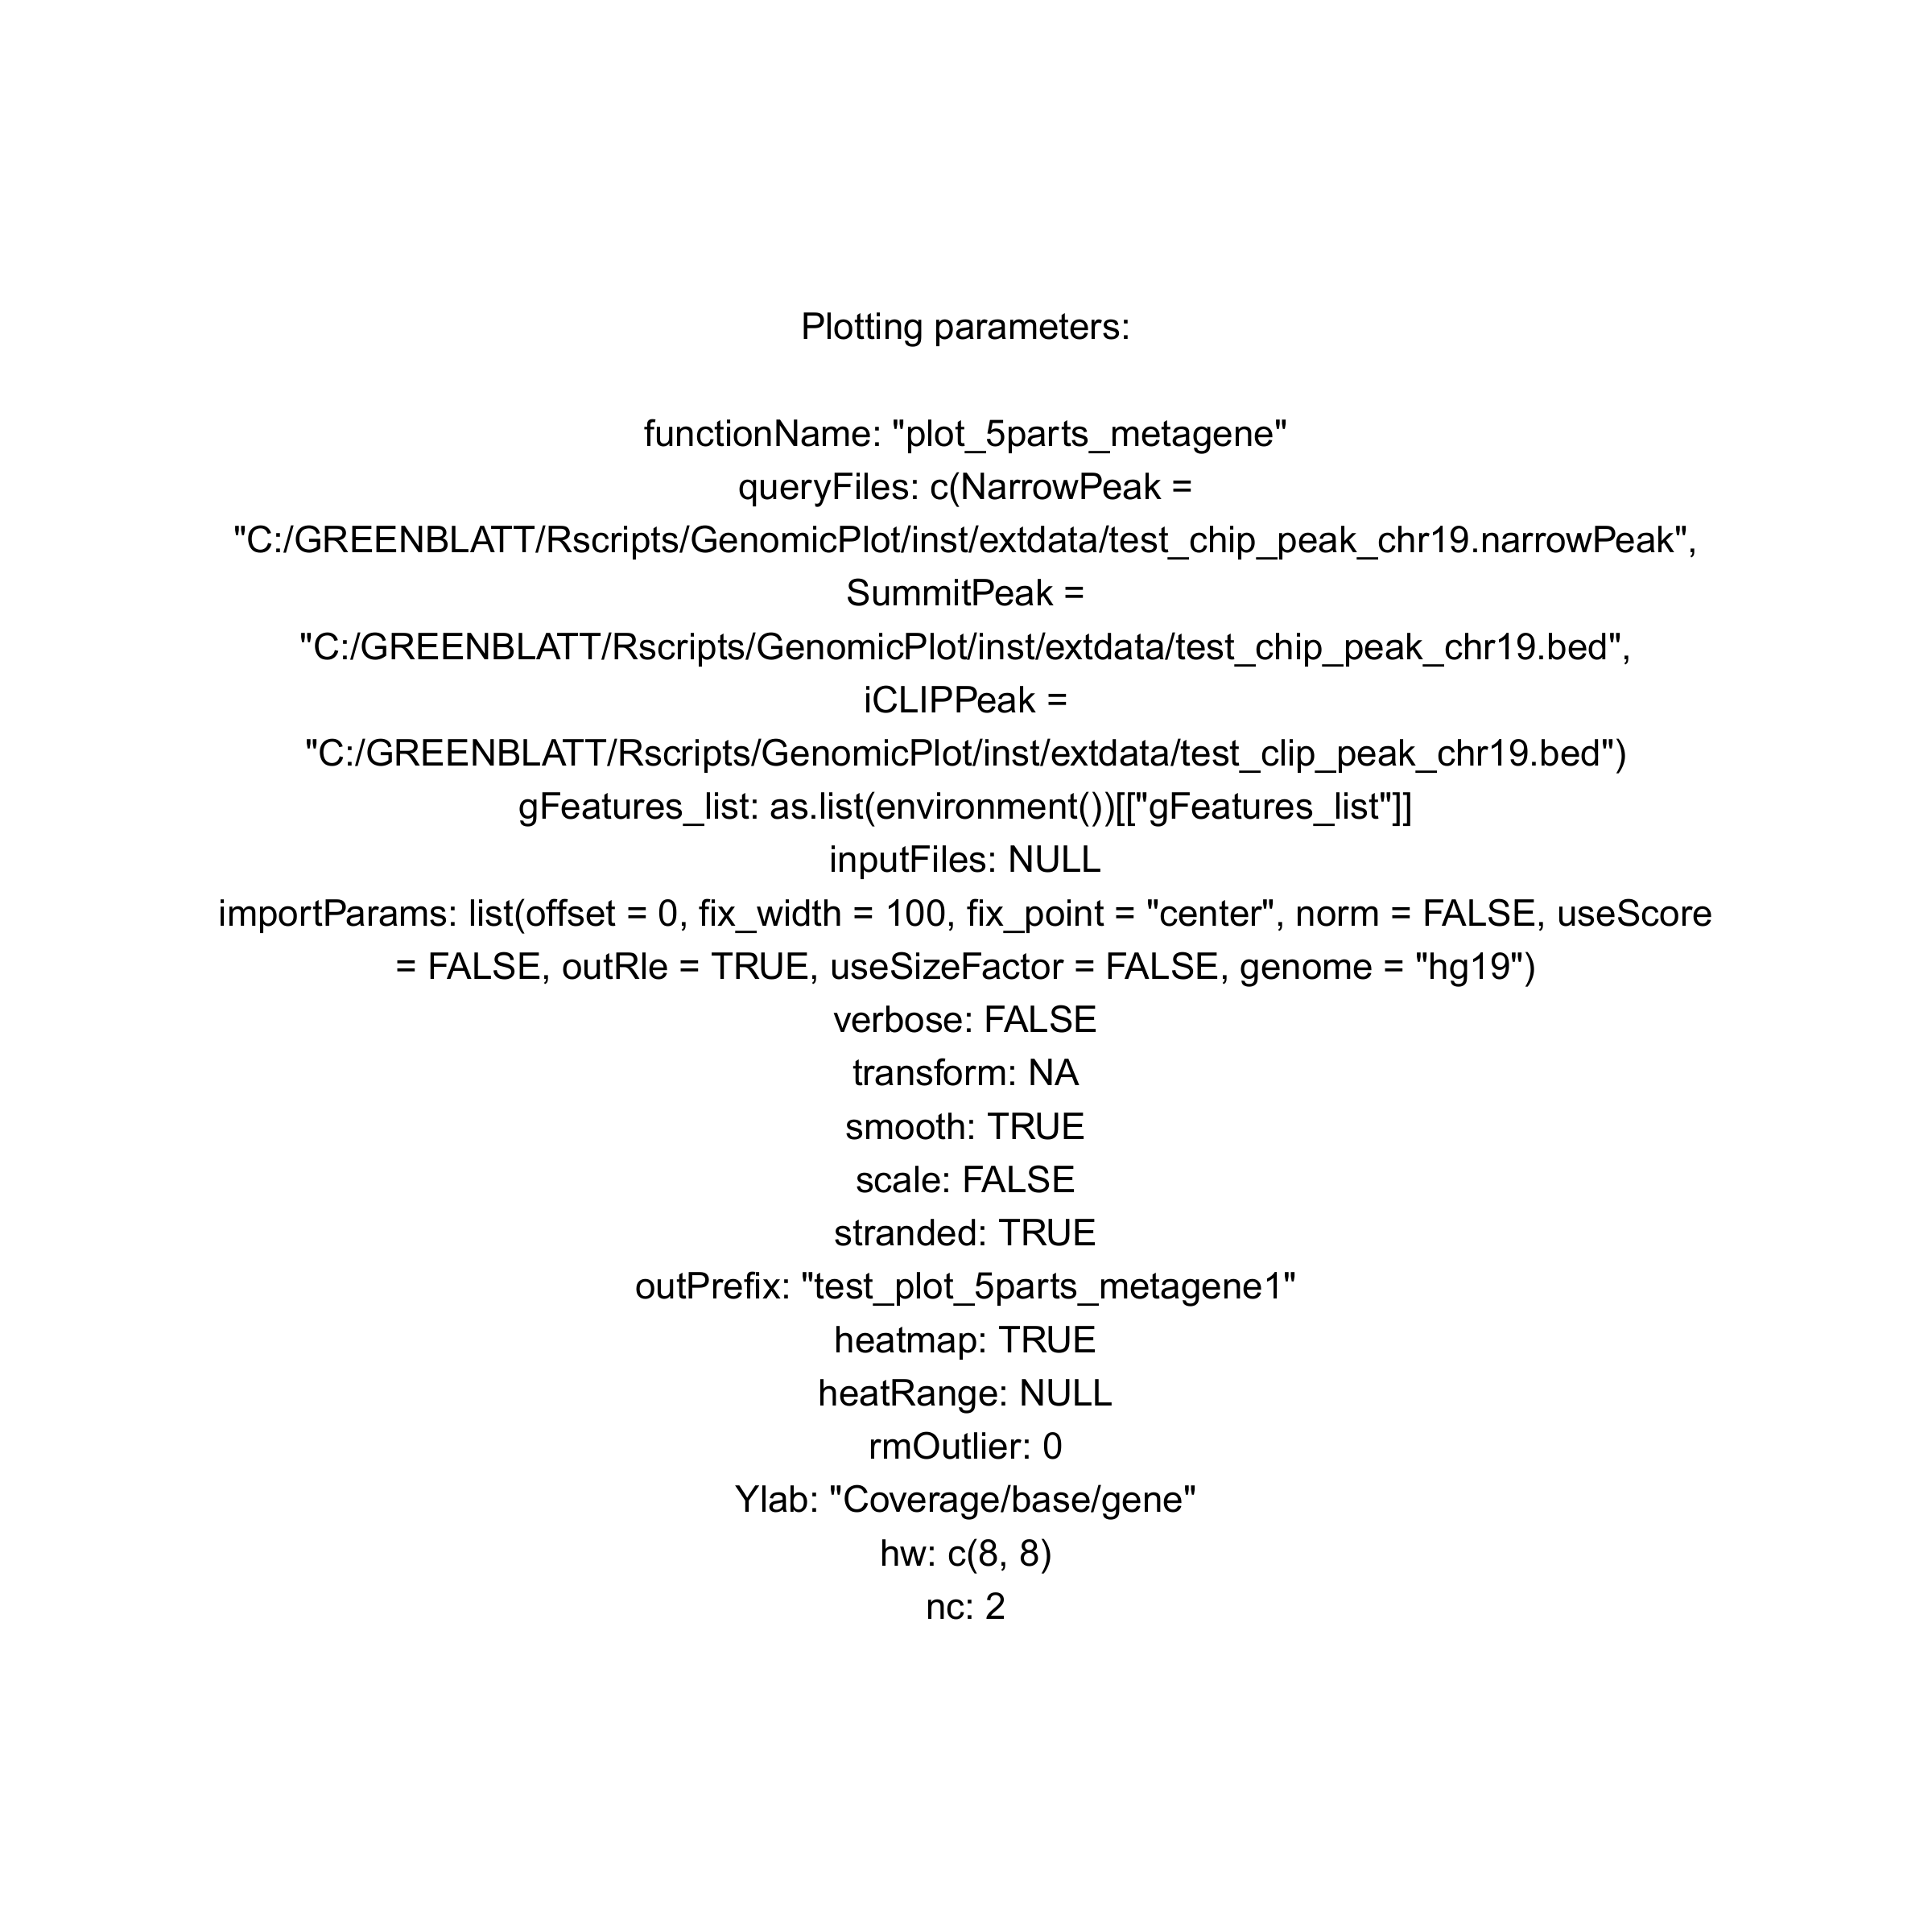 Plotting parameters:
functionName: "plot_5parts_metagene"
queryFiles: c(NarrowPeak =
"C:/GREENBLATT/Rscripts/GenomicPlot/inst/extdata/test_chip_peak_chr19.narrowPeak",
SummitPeak =
"C:/GREENBLATT/Rscripts/GenomicPlot/inst/extdata/test_chip_peak_chr19.bed",
iCLIPPeak =
"C:/GREENBLATT/Rscripts/GenomicPlot/inst/extdata/test_clip_peak_chr19.bed")
gFeatures_list: as.list(environment())[["gFeatures_list"]]
inputFiles: NULL
importParams: list(offset = 0, fix_width = 100, fix_point = "center", norm = FALSE, useScore
= FALSE, outRle = TRUE, useSizeFactor = FALSE, genome = "hg19")
verbose: FALSE
transform: NA
smooth: TRUE
scale: FALSE
stranded: TRUE
outPrefix: "test_plot_5parts_metagene1"
heatmap: TRUE
heatRange: NULL
rmOutlier: 0
Ylab: "Coverage/base/gene"
hw: c(8, 8)
nc: 2